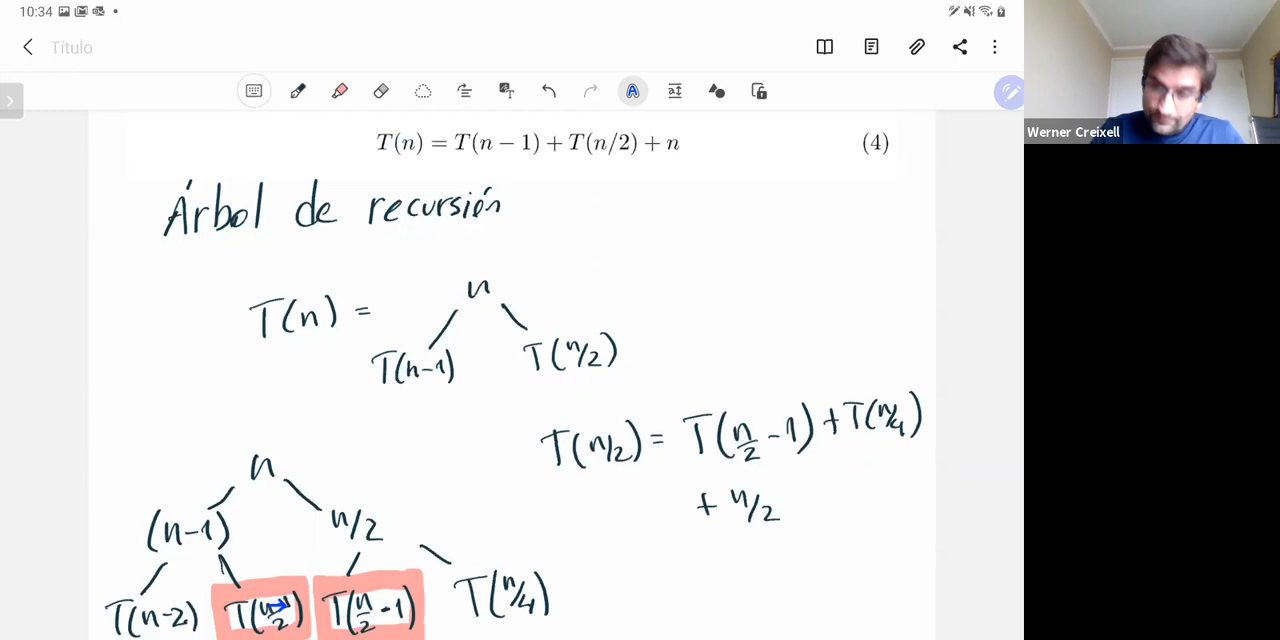 10:34
Título
T(n) = T(n − 1) + T(n/2) + n (4)
Árbol de recursión
T(n) = n
T(n-1) T(n/2)
T(n/2) = T(n/2 - 1) + T(n/4)
+ n/2
n
(n-1) n/2
T(n-2) T(n/2 - 1) T(n/4)
Werner Creixell